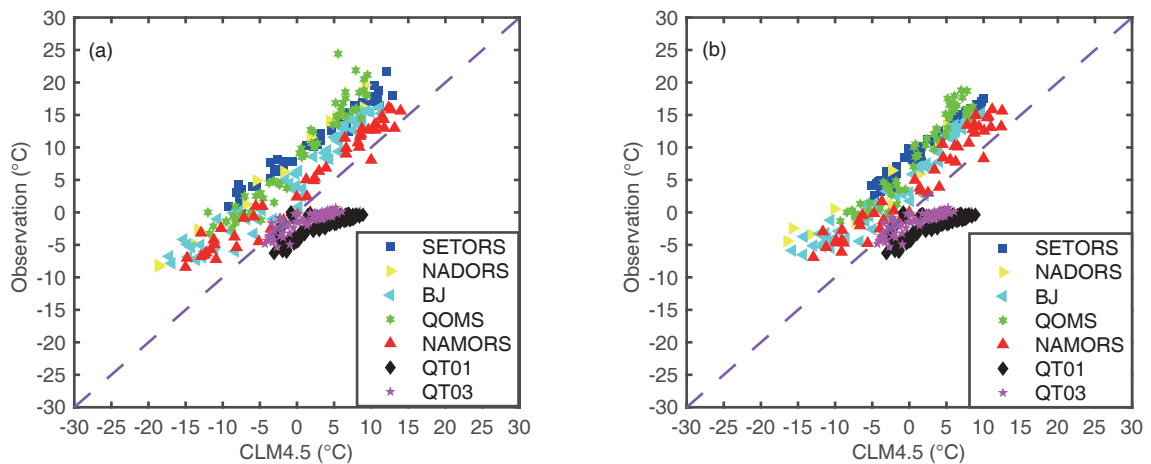 30
25
20
15
10
5
0
-5
-10
-15
-20
-25
-30
Observation (°C)
(a)
SETORS
NADORS
BJ
QOMS
NAMORS
QT01
QT03
-30 -25 -20 -15 -10 -5 0 5 10 15 20 25 30
CLM4.5 (°C)
30
25
20
15
10
5
0
-5
-10
-15
-20
-25
-30
Observation (°C)
(b)
SETORS
NADORS
BJ
QOMS
NAMORS
QT01
QT03
-30 -25 -20 -15 -10 -5 0 5 10 15 20 25 30
CLM4.5 (°C)